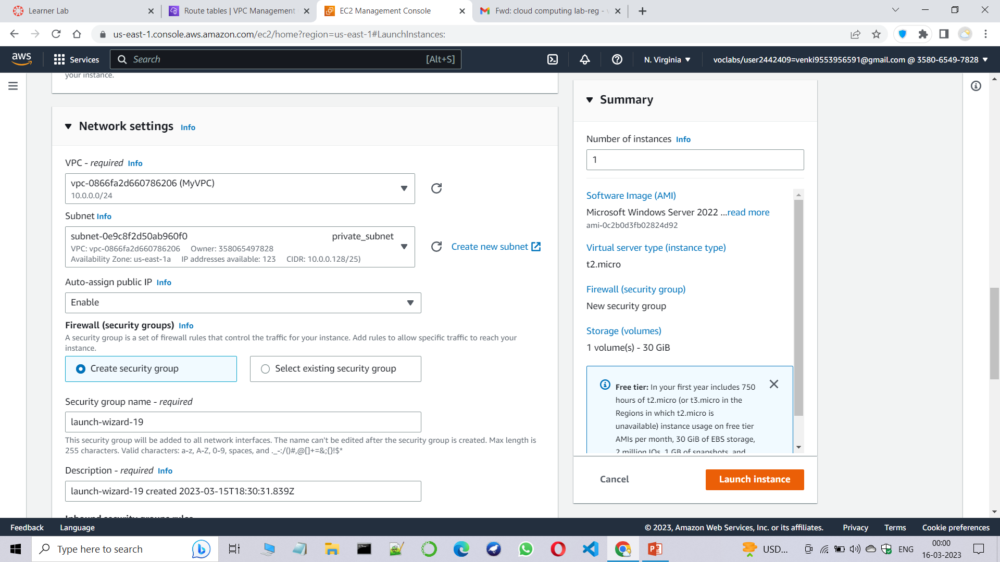 Learner Lab
Route tables | VPC Management
EC2 Management Console
Fwd: cloud computing lab-reg -
us-east-1.console.aws.amazon.com/ec2/home?region=us-east-1#LaunchInstances:
aws
Services
Search
[Alt+S]
N. Virginia
voclabs/user2442409=venki9553956591@gmail.com @ 3580-6549-7828
your instance.
Network settings Info
VPC - required Info
vpc-0866fa2d660786206 (MyVPC)
10.0.0.0/24
Subnet Info
subnet-0e9c8f2d50ab960f0 private_subnet
VPC: vpc-0866fa2d660786206 Owner: 358065497828
Availability Zone: us-east-1a IP addresses available: 123 CIDR: 10.0.0.128/25)
Create new subnet
Auto-assign public IP Info
Enable
Firewall (security groups) Info
A security group is a set of firewall rules that control the traffic for your instance. Add rules to allow specific traffic to reach your
instance.
Create security group
Select existing security group
Security group name - required
launch-wizard-19
This security group will be added to all network interfaces. The name can't be edited after the security group is created. Max length is
255 characters. Valid characters: a-z, A-Z, 0-9, spaces, and ._-:/()#,@[]+=&;{}!$*
Description - required Info
launch-wizard-19 created 2023-03-15T18:30:31.839Z
Inbound security groups rules
Summary
Number of instances Info
1
Software Image (AMI)
Microsoft Windows Server 2022 ...read more
ami-0c2b0d3fb02824d92
Virtual server type (instance type)
t2.micro
Firewall (security group)
New security group
Storage (volumes)
1 volume(s) - 30 GiB
Free tier: In your first year includes 750
hours of t2.micro (or t3.micro in the
Regions in which t2.micro is
unavailable) instance usage on free tier
AMIs per month, 30 GiB of EBS storage,
2 million IOs, 1 GB of snapshots, and
Cancel
Launch instance
Feedback
Language
© 2023, Amazon Web Services, Inc. or its affiliates.
Privacy
Terms
Cookie preferences
Type here to search
USD...
ENG
00:00
16-03-2023